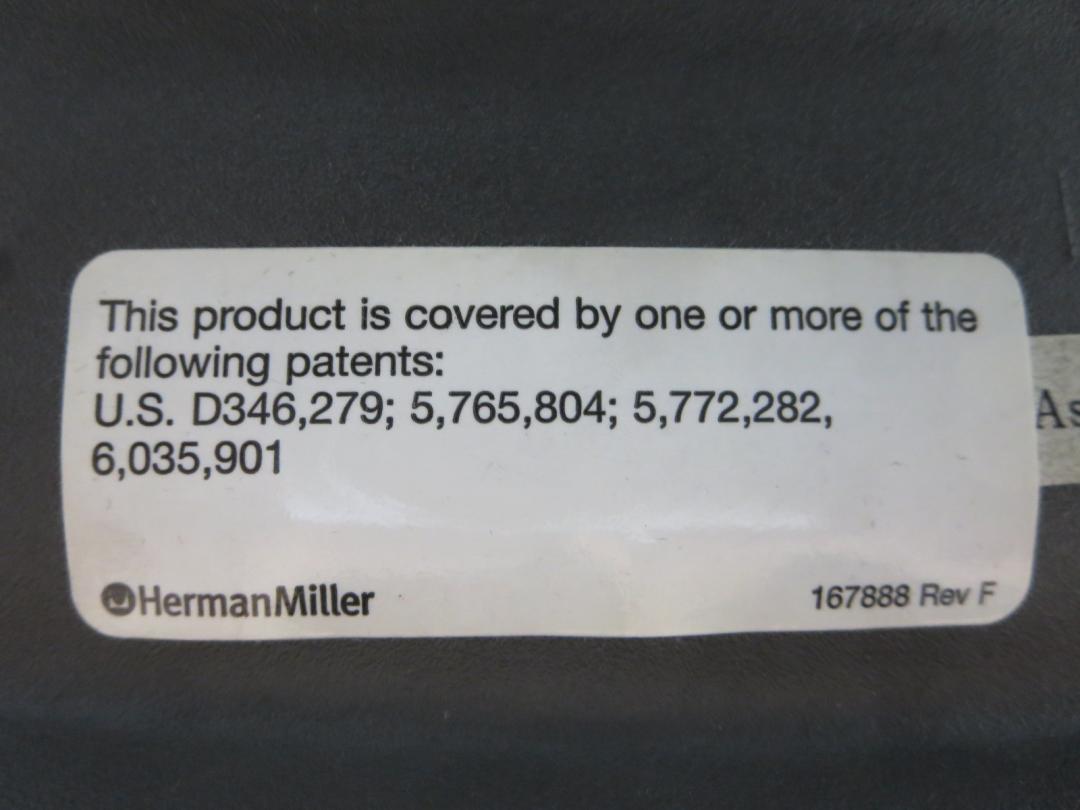 This product is covered by one or more of the
following patents:
U.S. D346,279; 5,765,804; 5,772,282,
6,035,901
HermanMiller
167888 Rev F